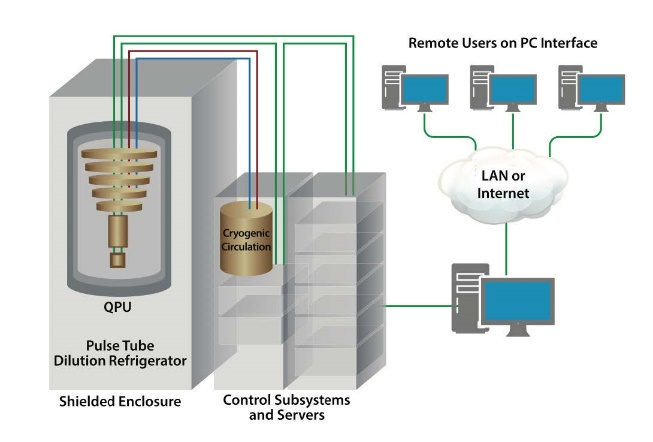 Remote Users on PC Interface
LAN or
Internet
Cryogenic
Circulation
QPU
Pulse Tube
Dilution Refrigerator
Shielded Enclosure
Control Subsystems
and Servers